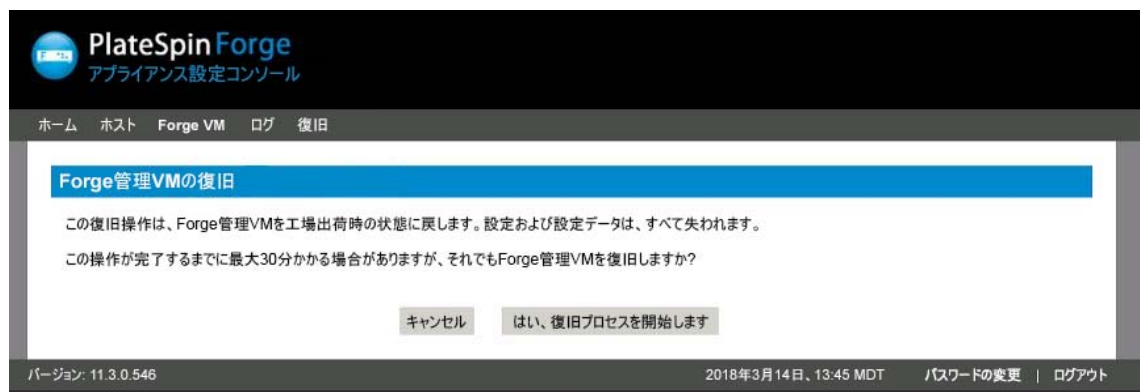 PlateSpin Forge
アプライアンス設定コンソール
ホーム ホスト Forge VM ログ 復旧
Forge管理VMの復旧
この復旧操作は、Forge管理VMを工場出荷時の状態に戻します。設定および設定データは、すべて失われます。
この操作が完了するまでに最大30分かかる場合がありますが、それでもForge管理VMを復旧しますか?
キャンセル はい、復旧プロセスを開始します
バージョン: 11.3.0.546 2018年3月14日、13:45 MDT パスワードの変更 | ログアウト